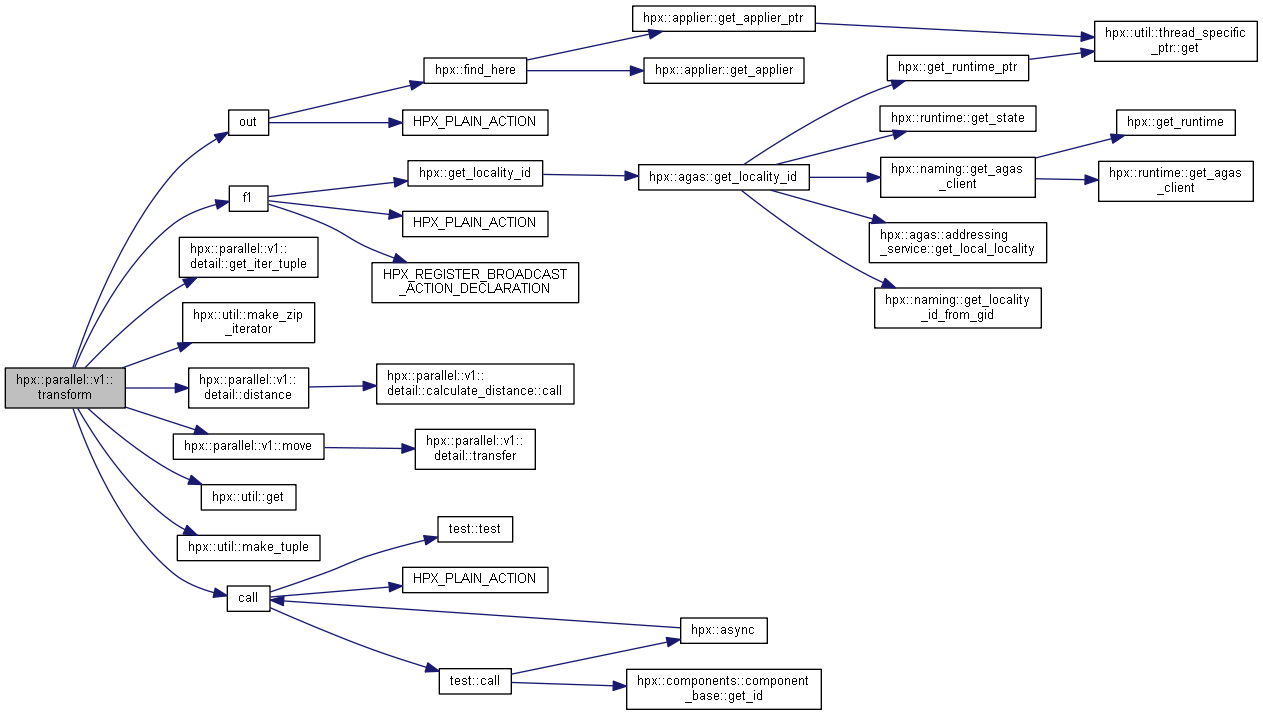 hpx::applier::get_applier_ptr
hpx::util::thread_specific
_ptr::get
hpx::find_here
hpx::applier::get_applier
hpx::get_runtime_ptr
out
HPX_PLAIN_ACTION
hpx::runtime::get_state
hpx::get_runtime
hpx::get_locality_id
hpx::agas::get_locality_id
hpx::naming::get_agas
_client
hpx::runtime::get_agas
_client
f1
HPX_PLAIN_ACTION
hpx::agas::addressing
_service::get_local_locality
hpx::parallel::v1::
detail::get_iter_tuple
HPX_REGISTER_BROADCAST
_ACTION_DECLARATION
hpx::naming::get_locality
_id_from_gid
hpx::util::make_zip
_iterator
hpx::parallel::v1::
transform
hpx::parallel::v1::
detail::distance
hpx::parallel::v1::
detail::calculate_distance::call
hpx::parallel::v1::move
hpx::parallel::v1::
detail::transfer
hpx::util::get
test::test
hpx::util::make_tuple
HPX_PLAIN_ACTION
call
hpx::async
test::call
hpx::components::component
_base::get_id